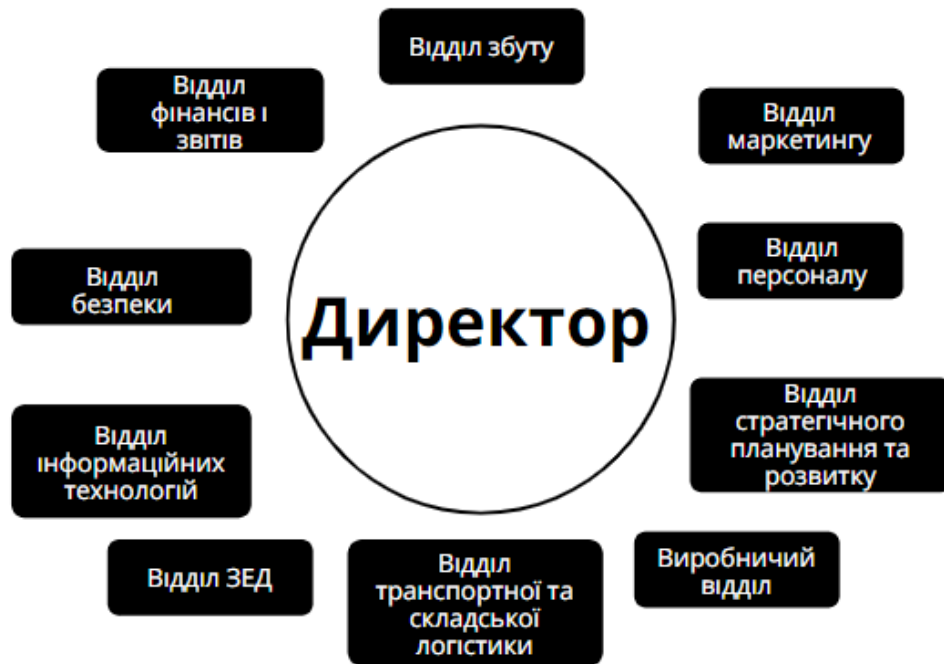 Відділ збуту
Відділ
фінансів і
звітів
Відділ
маркетингу
Відділ
персоналу
Відділ
безпеки
Директор
Відділ
стратегічного
планування та
розвитку
Відділ
інформаційних
технологій
Виробничий
відділ
Відділ ЗЕД
Відділ
транспортної та
складської
логістики